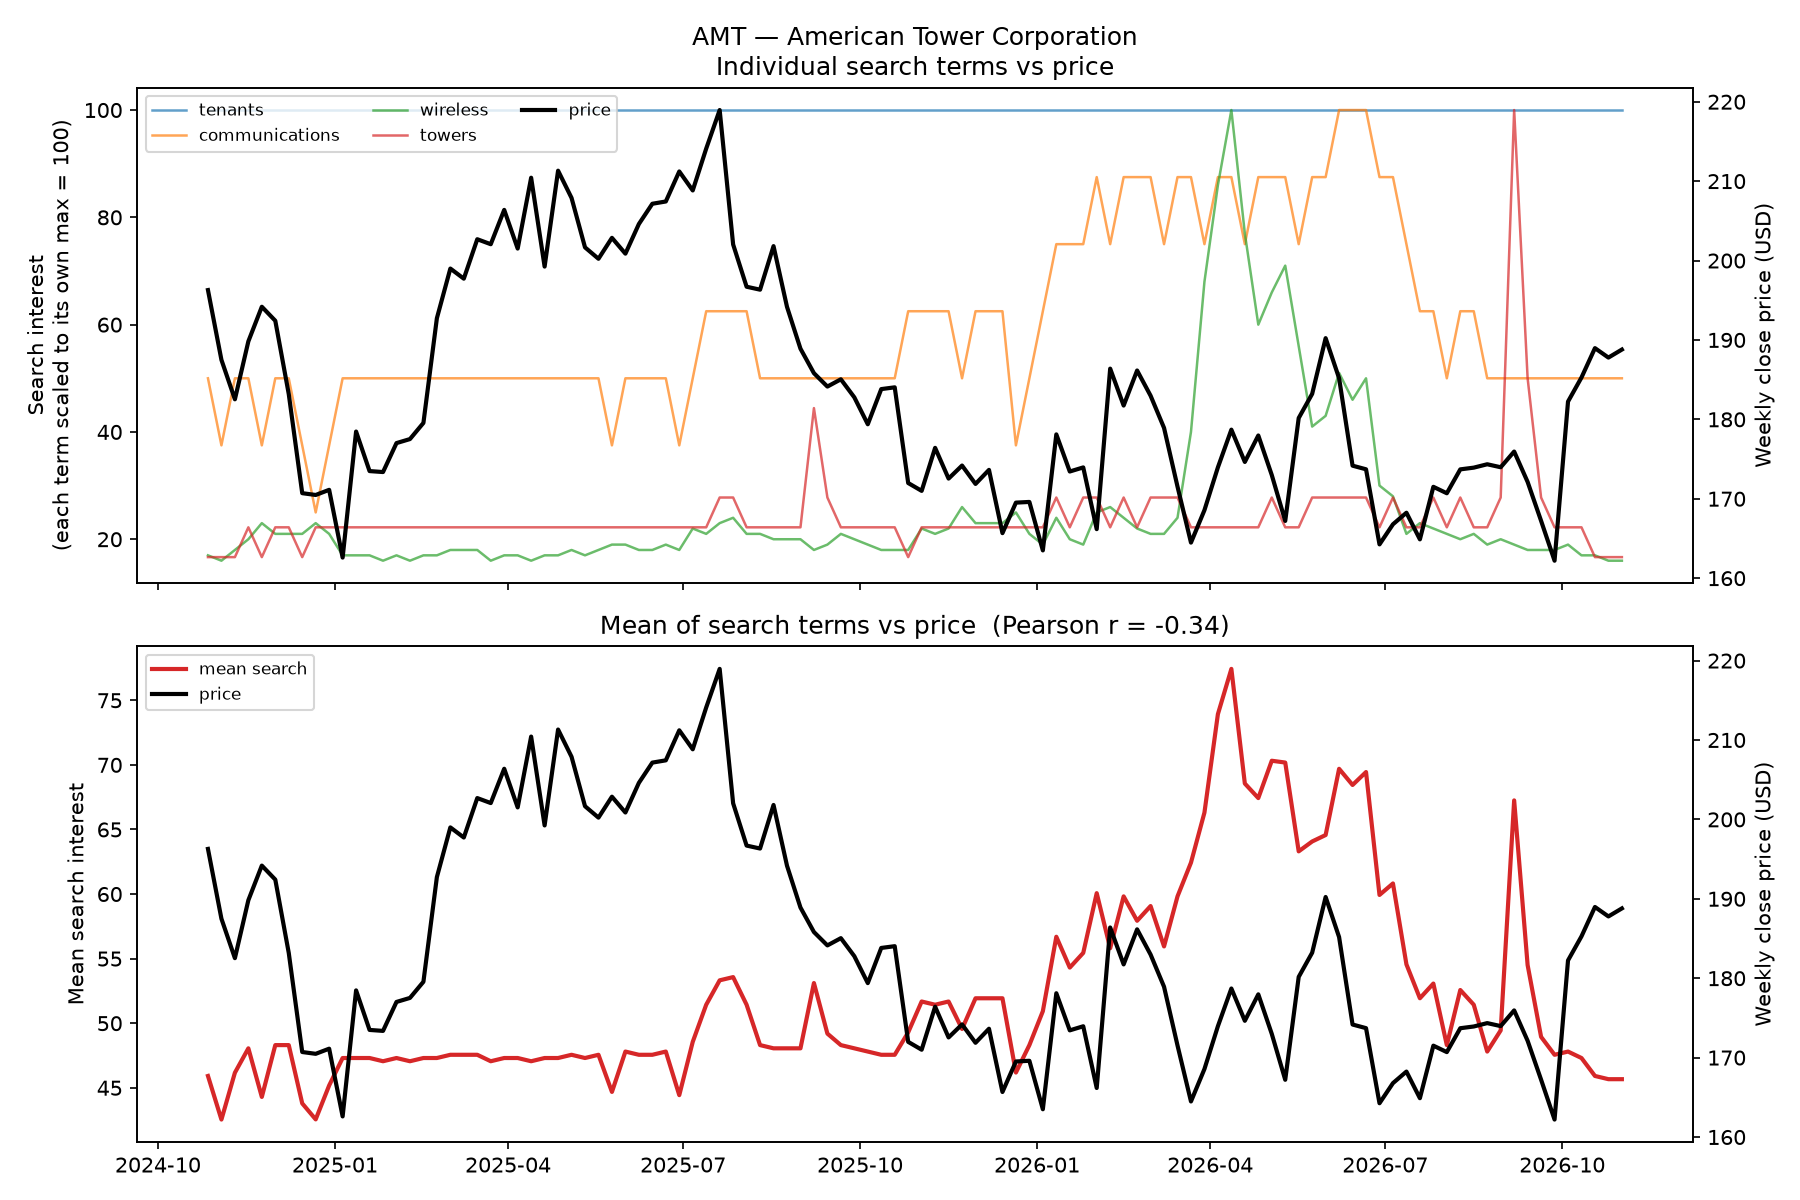 AMT — American Tower Corporation
Individual search terms vs price
tenants
communications
wireless
towers
price
Search interest
(each term scaled to its own max = 100)
100
80
60
40
20
Weekly close price (USD)
220
210
200
190
180
170
160
Mean of search terms vs price (Pearson r = -0.34)
mean search
price
Mean search interest
75
70
65
60
55
50
45
Weekly close price (USD)
220
210
200
190
180
170
160
2024-10
2025-01
2025-04
2025-07
2025-10
2026-01
2026-04
2026-07
2026-10